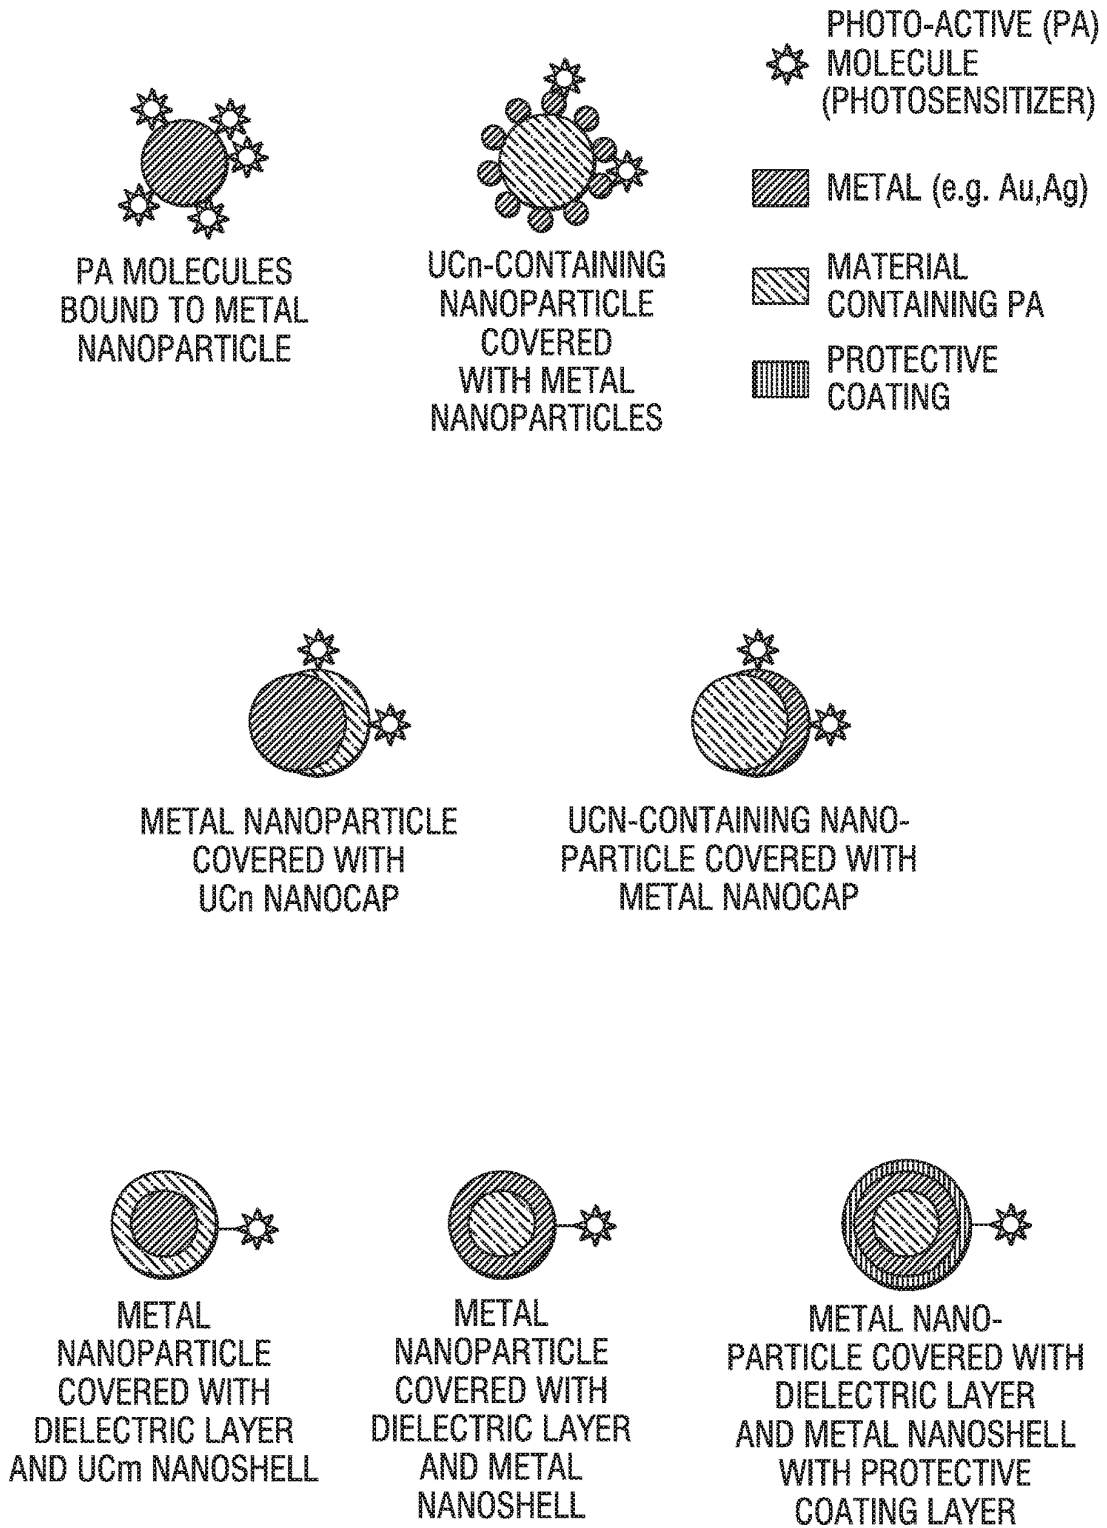 PHOTO-ACTIVE (PA)
MOLECULE
(PHOTOSENSITIZER)
METAL (e.g. Au,Ag)
MATERIAL
CONTAINING PA
PROTECTIVE
COATING
PA MOLECULES
BOUND TO METAL
NANOPARTICLE
UCn-CONTAINING
NANOPARTICLE
COVERED
WITH METAL
NANOPARTICLES
METAL NANOPARTICLE
COVERED WITH
UCn NANOCAP
UCN-CONTAINING NANO-
PARTICLE COVERED WITH
METAL NANOCAP
METAL
NANOPARTICLE
COVERED WITH
DIELECTRIC LAYER
AND UCm NANOSHELL
METAL
NANOPARTICLE
COVERED WITH
DIELECTRIC LAYER
AND METAL
NANOSHELL
METAL NANO-
PARTICLE COVERED WITH
DIELECTRIC LAYER
AND METAL NANOSHELL
WITH PROTECTIVE
COATING LAYER